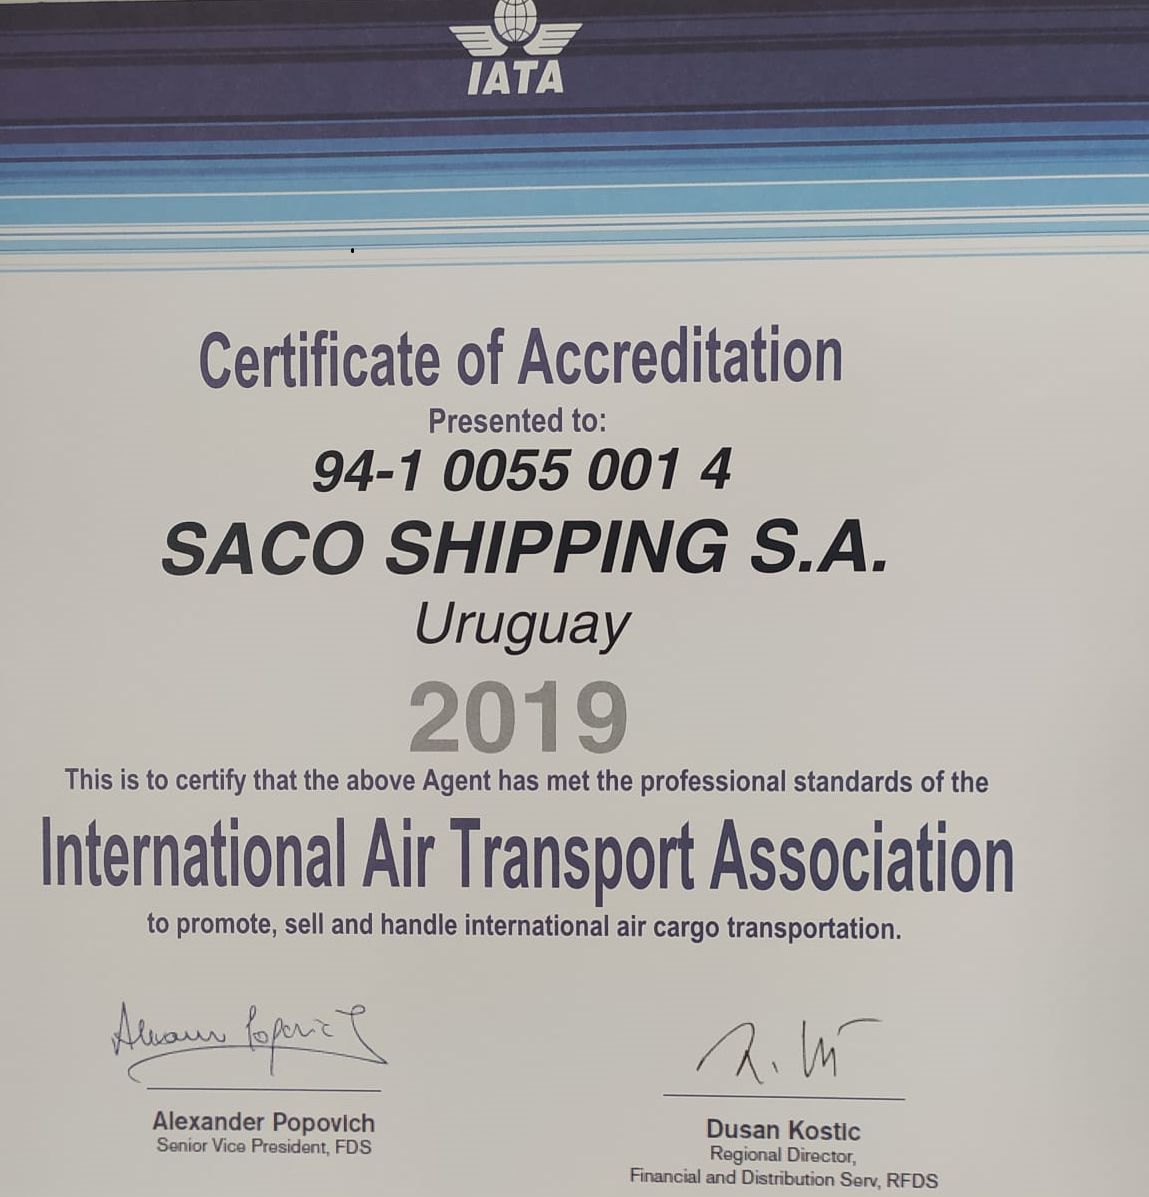 IATA
Certificate of Accreditation
Presented to:
94-1 0055 001 4
SACO SHIPPING S.A.
Uruguay
2019
This is to certify that the above Agent has met the professional standards of the
International Air Transport Association
to promote, sell and handle international air cargo transportation.
Alexander Popovich
Senior Vice President, FDS
Dusan Kostic
Regional Director,
Financial and Distribution Serv, RFDS